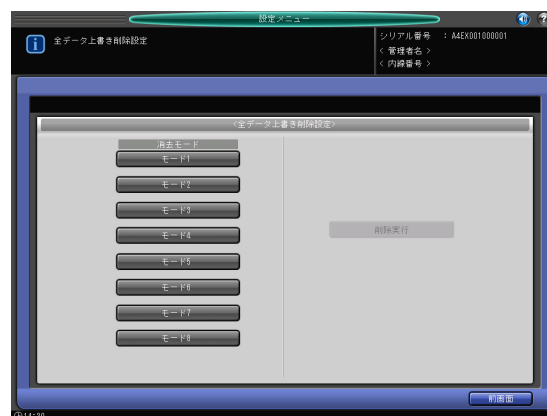 設定メニュー
全データ上書き削除設定
シリアル番号 : A4EX001000001
< 管理者名 >
< 内線番号 >
<全データ上書き削除設定>
消去モード
モード1
モード2
モード3
モード4
モード5
モード6
モード7
モード8
削除実行
前画面
14:20